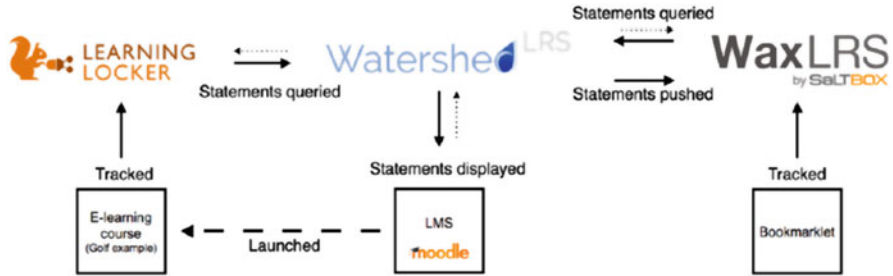 Statements queried
LEARNING
LOCKER
Watershed LRS
WaxLRS
by SaLTBOX
Statements queried
Statements pushed
Tracked
Statements displayed
Tracked
E-learning
course
(Golf example)
LMS
moodle
Bookmarklet
Launched